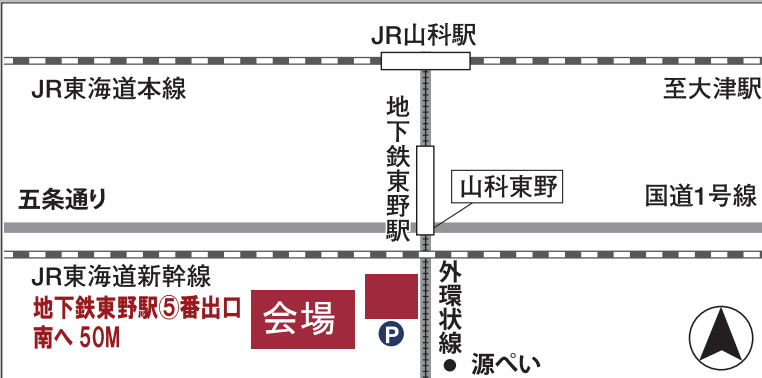 JR山科駅
JR東海道本線
至大津駅
地下鉄東野駅
山科東野
五条通り
国道1号線
JR東海道新幹線
地下鉄東野駅⑤番出口
南へ 50M
会場
P
外環状線
源ぺい